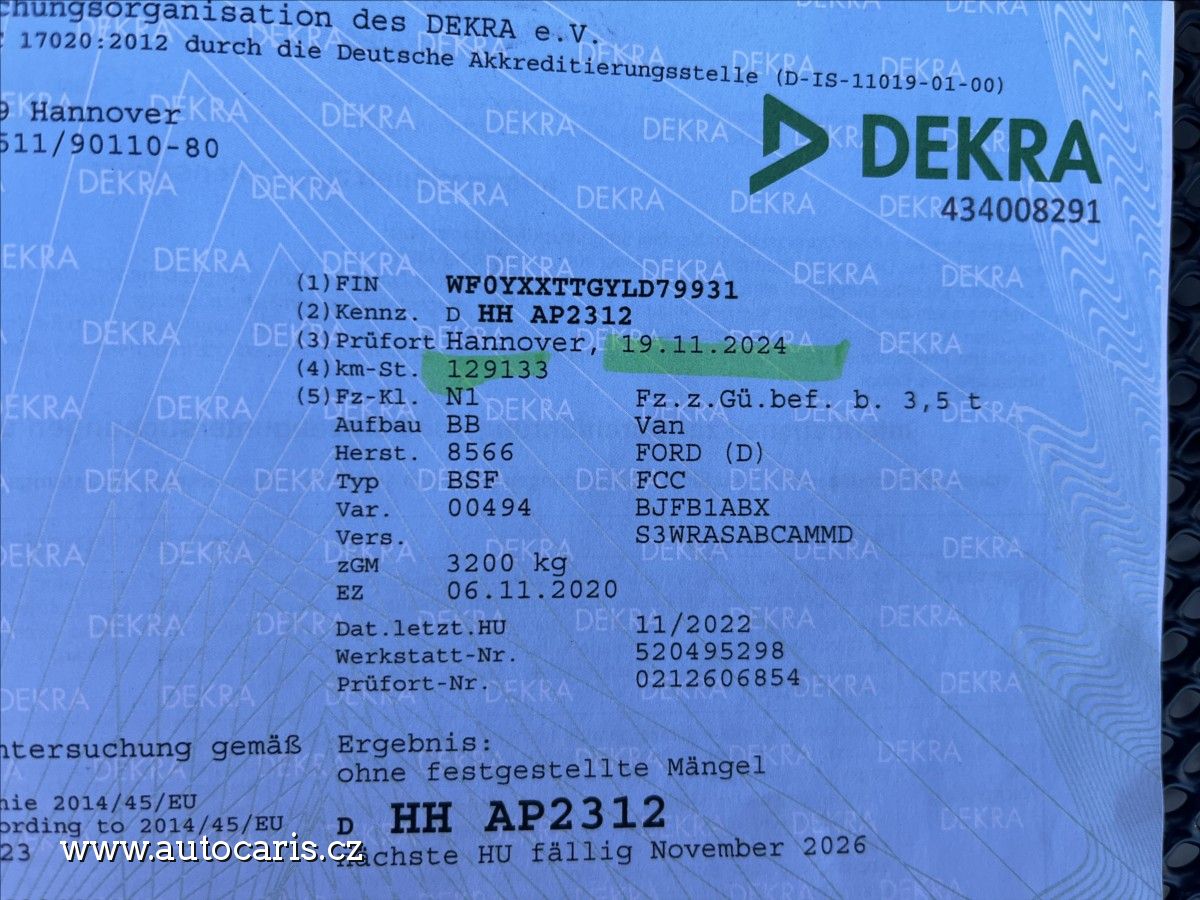 chungsorganisation des DEKRA e.V.
17020:2012 durch die Deutsche Akkreditierungsstelle (D-IS-11019-01-00)
9 Hannover
511/90110-80
DEKRA
434008291
(1) FIN WF0YXXTTGYLD79931
(2) Kennz. D HH AP2312
(3) Prüfort Hannover, 19.11.2024
(4) km-St. 129133
(5) Fz-Kl. N1 Fz.z.Gü.bef. b. 3,5 t
Aufbau BB Van
Herst. 8566 FORD (D)
Typ BSF FCC
Var. 00494 BJFB1ABX
Vers. S3WRASABCAMMD
zGM 3200 kg
EZ 06.11.2020
Dat.letzt.HU 11/2022
Werkstatt-Nr. 520495298
Prüfort-Nr. 0212606854
ntersuchung gemäß Ergebnis:
ohne festgestellte Mängel
nie 2014/45/EU
ording to 2014/45/EU D HH AP2312
23 www.autocaris.cz Nächste HU fällig November 2026